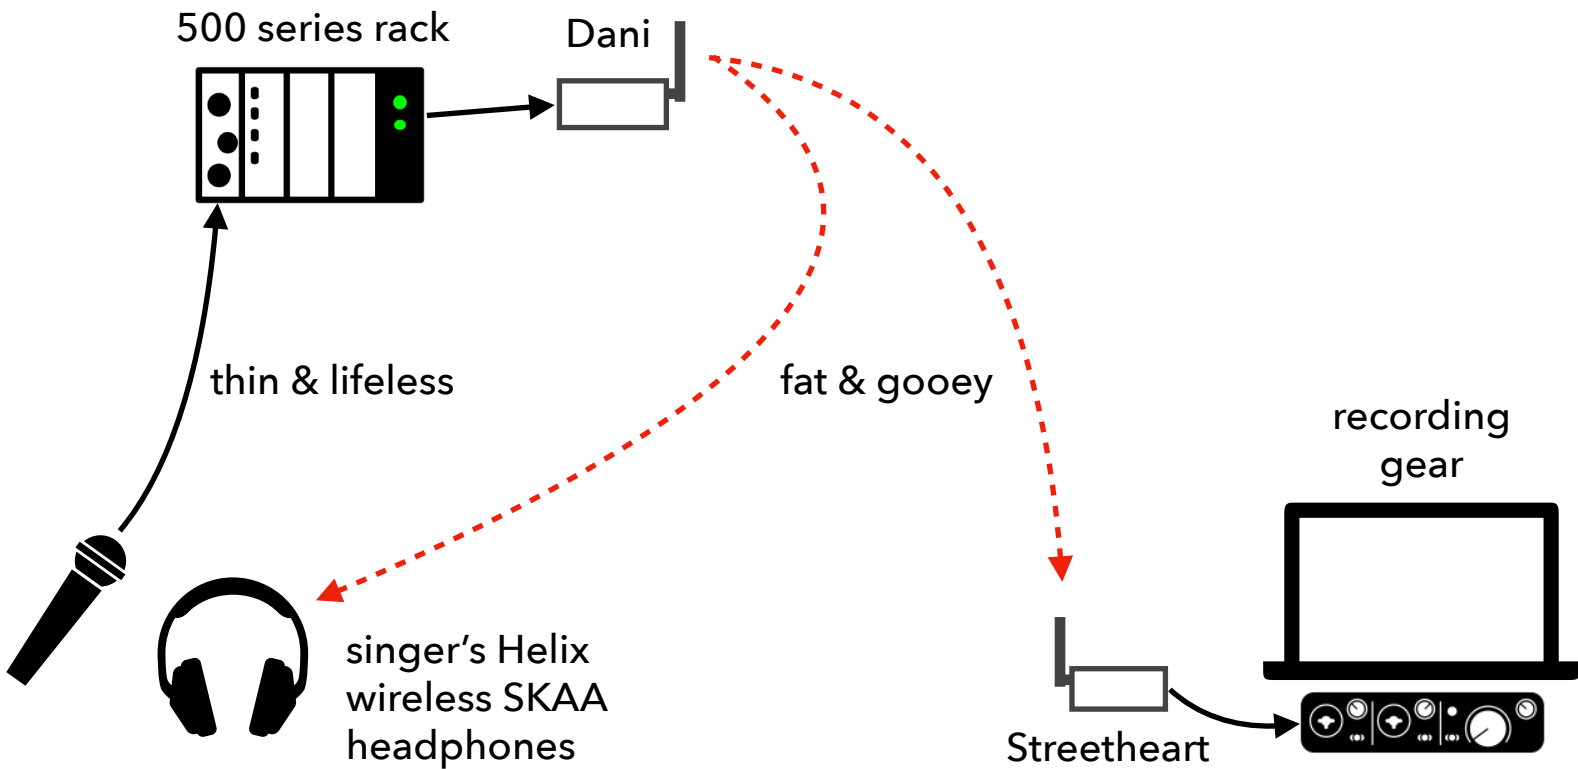 500 series rack
Dani
thin & lifeless
fat & gooey
recording
gear
singer’s Helix
wireless SKAA
headphones
Streetheart